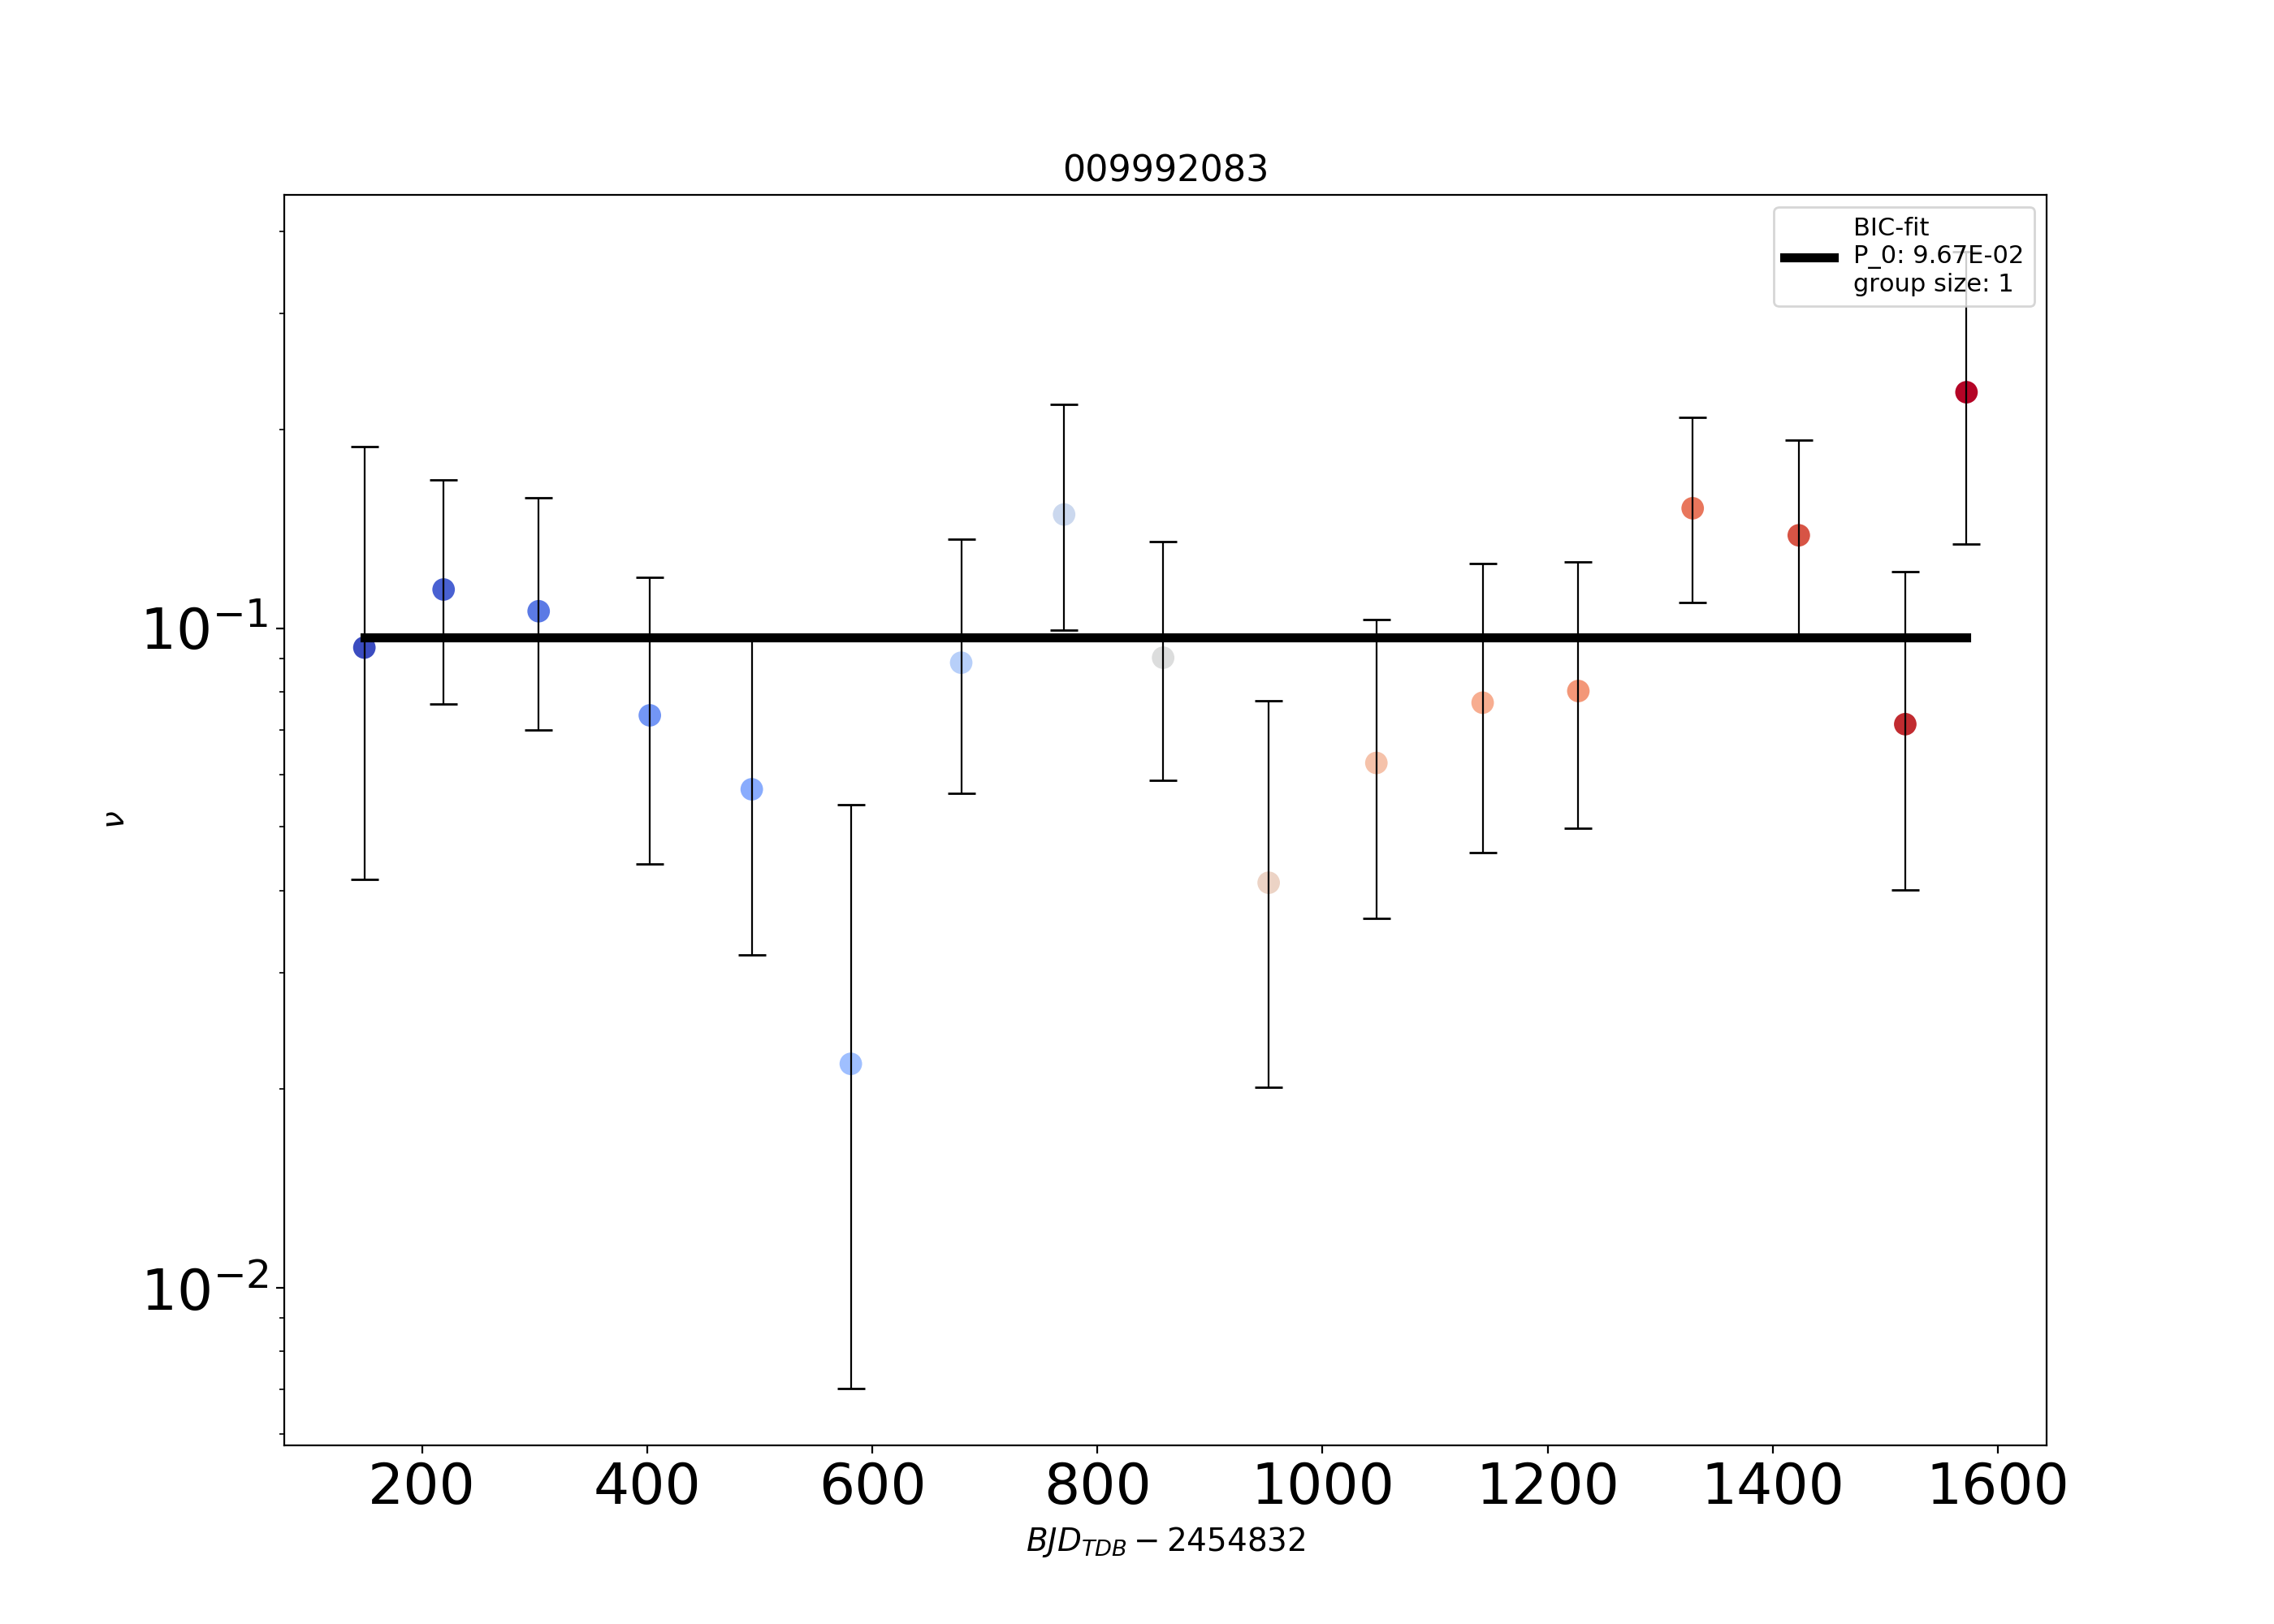 009992083
BIC-fit
P_0: 9.67E-02
group size: 1
10⁻¹
ν
10⁻²
200 400 600 800 1000 1200 1400 1600
BJD_TDB − 2454832